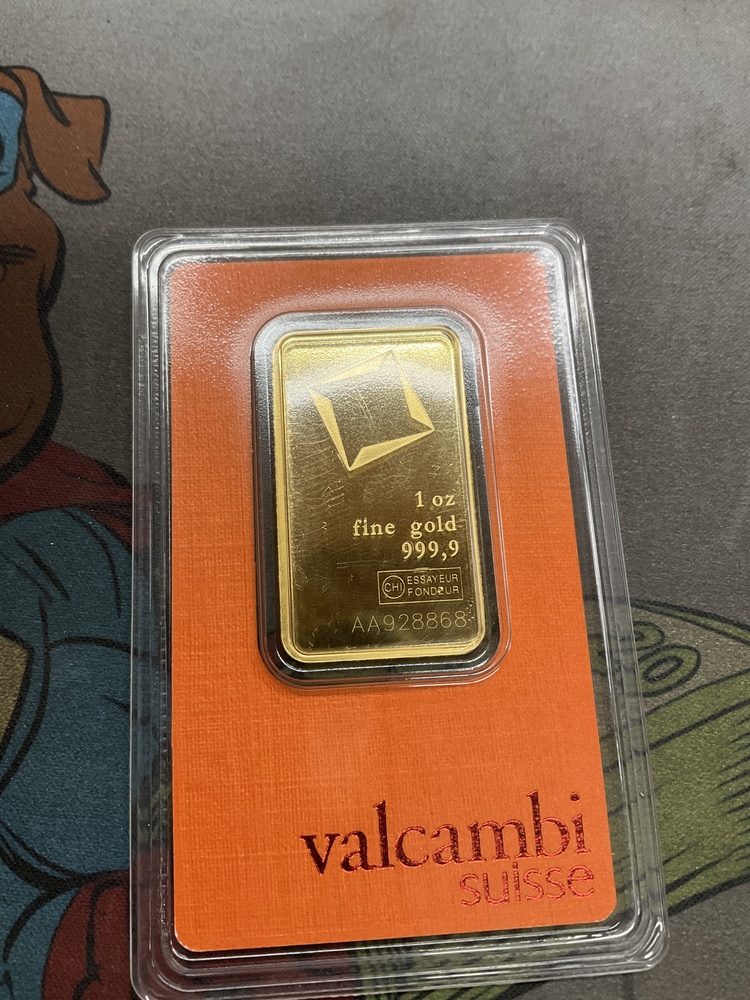 1 oz
fine gold
999,9
CHI
ESSAYEUR
FONDEUR
AA928868
valcambi
suisse